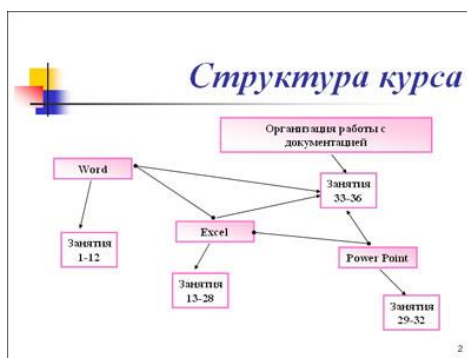 Структура курса
Организация работы с
документацией
Word
Занятия
33-36
Excel
Занятия
1-12
Power Point
Занятия
13-28
Занятия
29-32
2